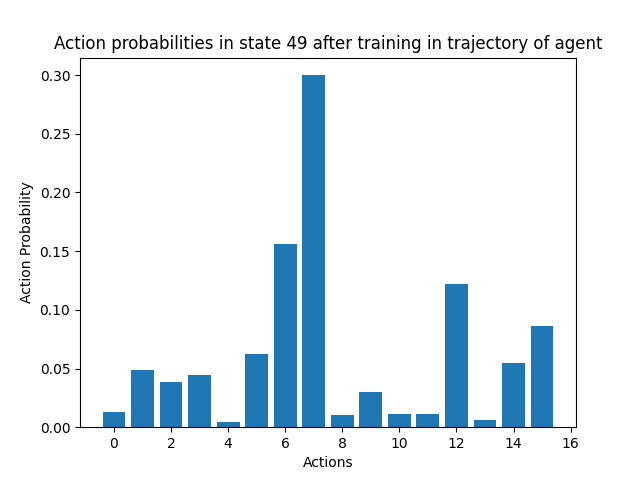 Action probabilities in state 49 after training in trajectory of agent
0.30
0.25
0.20
0.15
0.10
0.05
0.00
Action Probability
0 2 4 6 8 10 12 14 16
Actions